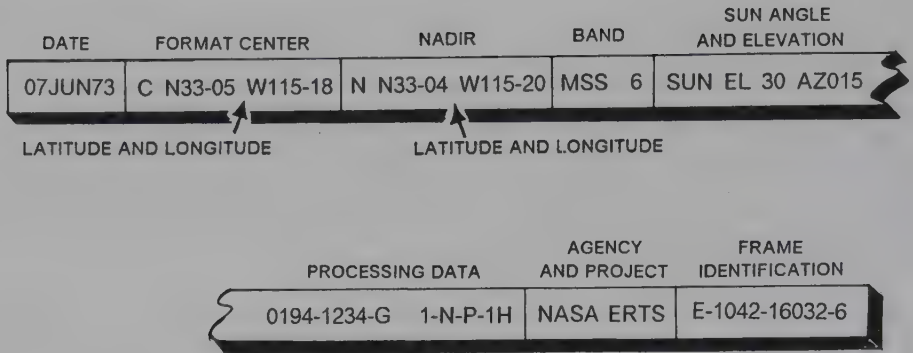 SUN ANGLE
DATE FORMAT CENTER NADIR BAND AND ELEVATION
07JUN73 C N33-05 W115-18 N N33-04 W115-20 MSS 6 SUN EL 30 AZ015
LATITUDE AND LONGITUDE LATITUDE AND LONGITUDE
AGENCY FRAME
PROCESSING DATA AND PROJECT IDENTIFICATION
0194-1234-G 1-N-P-1H NASA ERTS E-1042-16032-6